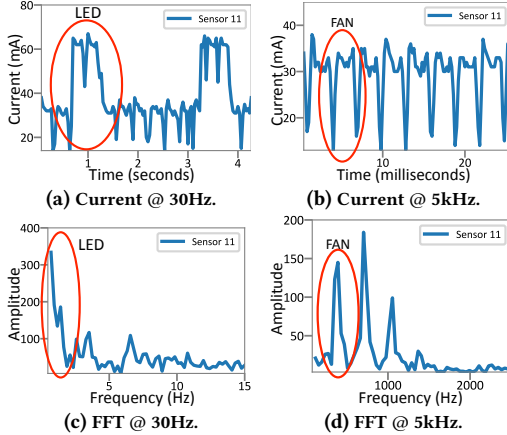 LED
Sensor 11
80
60
40
20
Current (mA)
1
2
3
4
Time (seconds)
(a) Current @ 30Hz.
FAN
Sensor 11
40
30
20
Current (mA)
0
10
20
Time (milliseconds)
(b) Current @ 5kHz.
LED
Sensor 11
400
300
200
100
Amplitude
5
10
15
Frequency (Hz)
(c) FFT @ 30Hz.
FAN
Sensor 11
200
150
100
50
Amplitude
1000
2000
Frequency (Hz)
(d) FFT @ 5kHz.